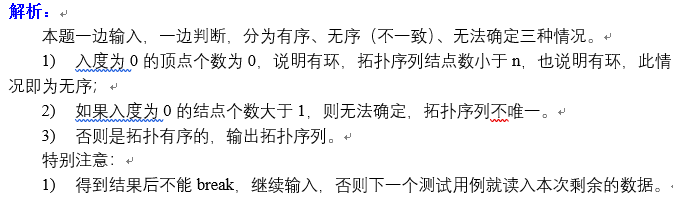 解析：
本题一边输入，一边判断，分为有序、无序（不一致）、无法确定三种情况。
1) 入度为 0 的顶点个数为 0，说明有环，拓扑序列结点数小于 n，也说明有环，此情
况即为无序；
2) 如果入度为 0 的结点个数大于 1，则无法确定，拓扑序列不唯一。
3) 否则是拓扑有序的，输出拓扑序列。
特别注意：
1) 得到结果后不能 break，继续输入，否则下一个测试用例就读入本次剩余的数据。